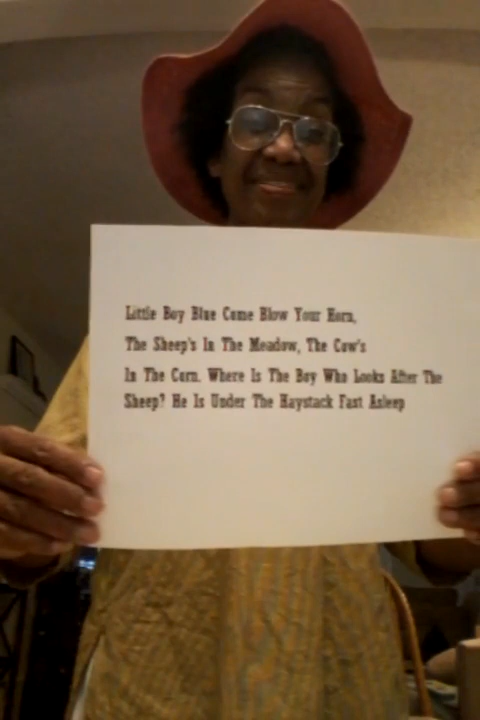 Little Boy Blue Come Blow Your Horn,
The Sheep's In The Meadow, The Cow's
In The Corn. Where Is The Boy Who Looks After The
Sheep? He Is Under The Haystack Fast Asleep